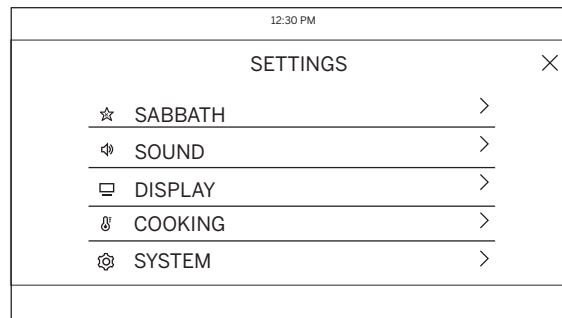 12:30 PM
SETTINGS
SABBATH
SOUND
DISPLAY
COOKING
SYSTEM